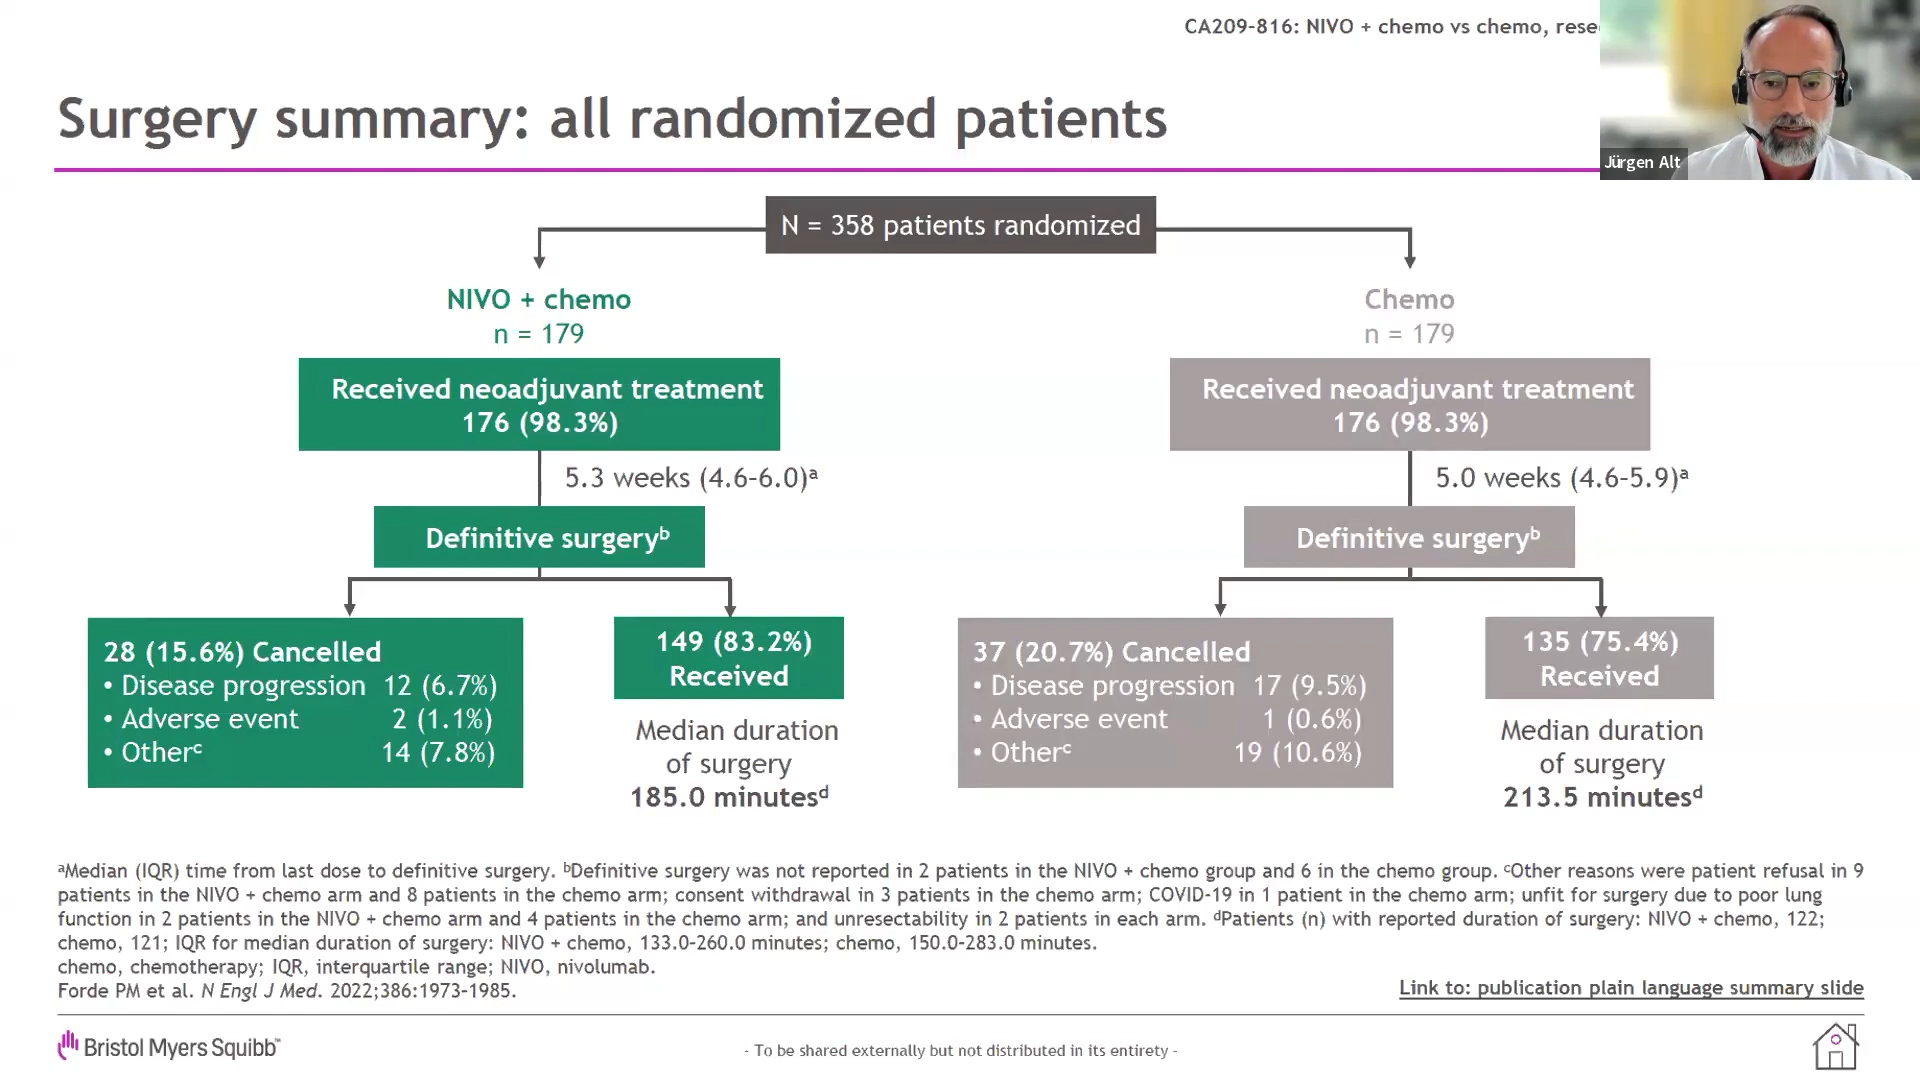 CA209-816: NIVO + chemo vs chemo, rese
Jürgen Alt
Surgery summary: all randomized patients
N = 358 patients randomized
NIVO + chemo
n = 179
Received neoadjuvant treatment
176 (98.3%)
5.3 weeks (4.6-6.0)ᵃ
Definitive surgeryᵇ
28 (15.6%) Cancelled
• Disease progression 12 (6.7%)
• Adverse event 2 (1.1%)
• Otherᶜ 14 (7.8%)
149 (83.2%)
Received
Median duration
of surgery
185.0 minutesᵈ
Chemo
n = 179
Received neoadjuvant treatment
176 (98.3%)
5.0 weeks (4.6-5.9)ᵃ
Definitive surgeryᵇ
37 (20.7%) Cancelled
• Disease progression 17 (9.5%)
• Adverse event 1 (0.6%)
• Otherᶜ 19 (10.6%)
135 (75.4%)
Received
Median duration
of surgery
213.5 minutesᵈ
ᵃMedian (IQR) time from last dose to definitive surgery. ᵇDefinitive surgery was not reported in 2 patients in the NIVO + chemo group and 6 in the chemo group. ᶜOther reasons were patient refusal in 9
patients in the NIVO + chemo arm and 8 patients in the chemo arm; consent withdrawal in 3 patients in the chemo arm; COVID-19 in 1 patient in the chemo arm; unfit for surgery due to poor lung
function in 2 patients in the NIVO + chemo arm and 4 patients in the chemo arm; and unresectability in 2 patients in each arm. ᵈPatients (n) with reported duration of surgery: NIVO + chemo, 122;
chemo, 121; IQR for median duration of surgery: NIVO + chemo, 133.0-260.0 minutes; chemo, 150.0-283.0 minutes.
chemo, chemotherapy; IQR, interquartile range; NIVO, nivolumab.
Forde PM et al. N Engl J Med. 2022;386:1973-1985.
Link to: publication plain language summary slide
Bristol Myers Squibb™
- To be shared externally but not distributed in its entirety -